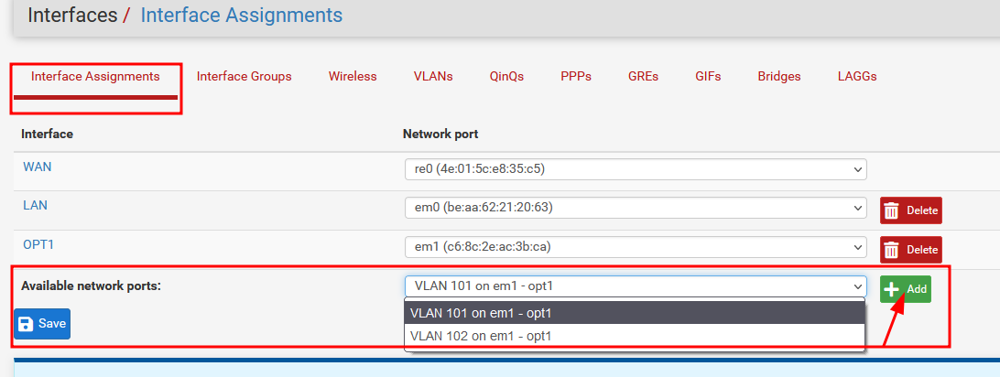 Interfaces / Interface Assignments
Interface Assignments Interface Groups Wireless VLANs QinQs PPPs GREs GIFs Bridges LAGGs
Interface Network port
WAN re0 (4e:01:5c:e8:35:c5)
LAN em0 (be:aa:62:21:20:63) Delete
OPT1 em1 (c6:8c:2e:ac:3b:ca) Delete
Available network ports: VLAN 101 on em1 - opt1 Add
VLAN 101 on em1 - opt1
Save
VLAN 102 on em1 - opt1